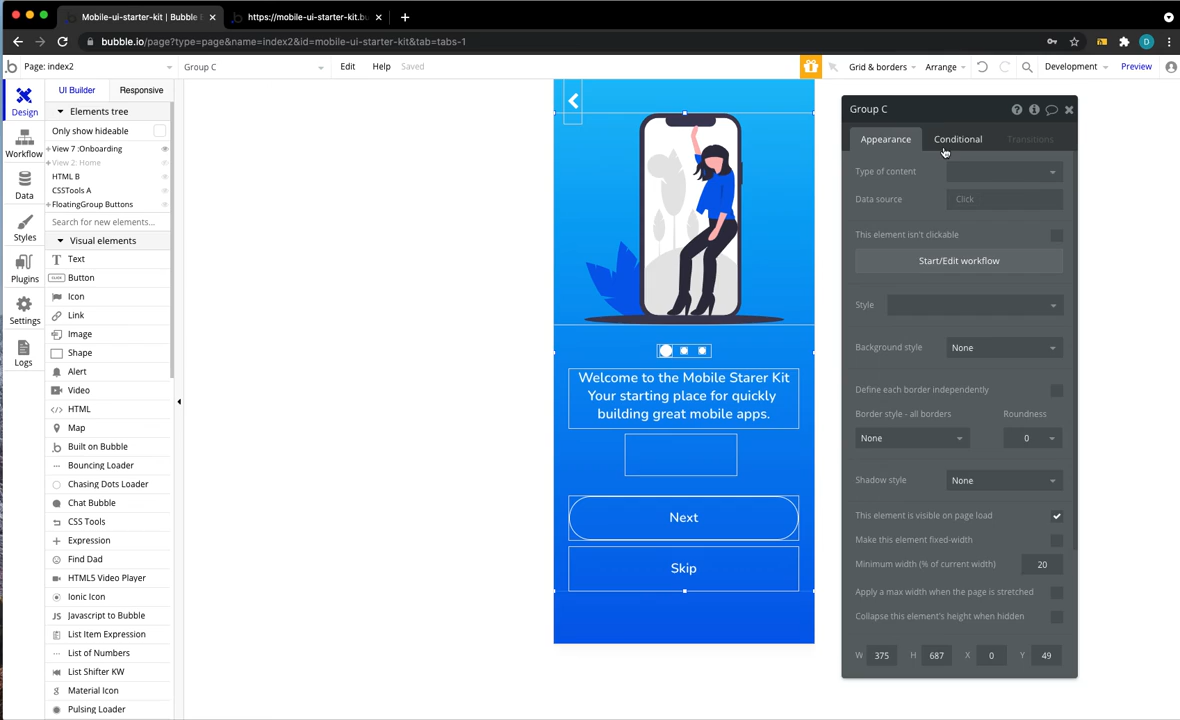 Mobile-ui-starter-kit | Bubble E
https://mobile-ui-starter-kit.bu
bubble.io/page?type=page&name=index2&id=mobile-ui-starter-kit&tab=tabs-1
D
Page: index2
Group C
Edit
Help
Saved
Grid & borders
Arrange
Development
Preview
Design
Workflow
Data
Styles
Plugins
Settings
Logs
UI Builder
Responsive
Elements tree
Only show hideable
View 7 :Onboarding
View 2: Home
HTML B
CSSTools A
FloatingGroup Buttons
Search for new elements...
Visual elements
Text
CLICK Button
Icon
Link
Image
Shape
Alert
Video
HTML
Map
Built on Bubble
Bouncing Loader
Chasing Dots Loader
Chat Bubble
CSS Tools
Expression
Find Dad
HTML5 Video Player
Ionic Icon
JS Javascript to Bubble
List Item Expression
List of Numbers
List Shifter KW
Material Icon
Pulsing Loader
Welcome to the Mobile Starer Kit
Your starting place for quickly
building great mobile apps.
Next
Skip
Group C
Appearance
Conditional
Transitions
Type of content
Data source
Click
This element isn't clickable
Start/Edit workflow
Style
Background style
None
Define each border independently
Border style - all borders
Roundness
None
0
Shadow style
None
This element is visible on page load
Make this element fixed-width
Minimum width (% of current width)
20
Apply a max width when the page is stretched
Collapse this element's height when hidden
W 375 H 687 X 0 Y 49